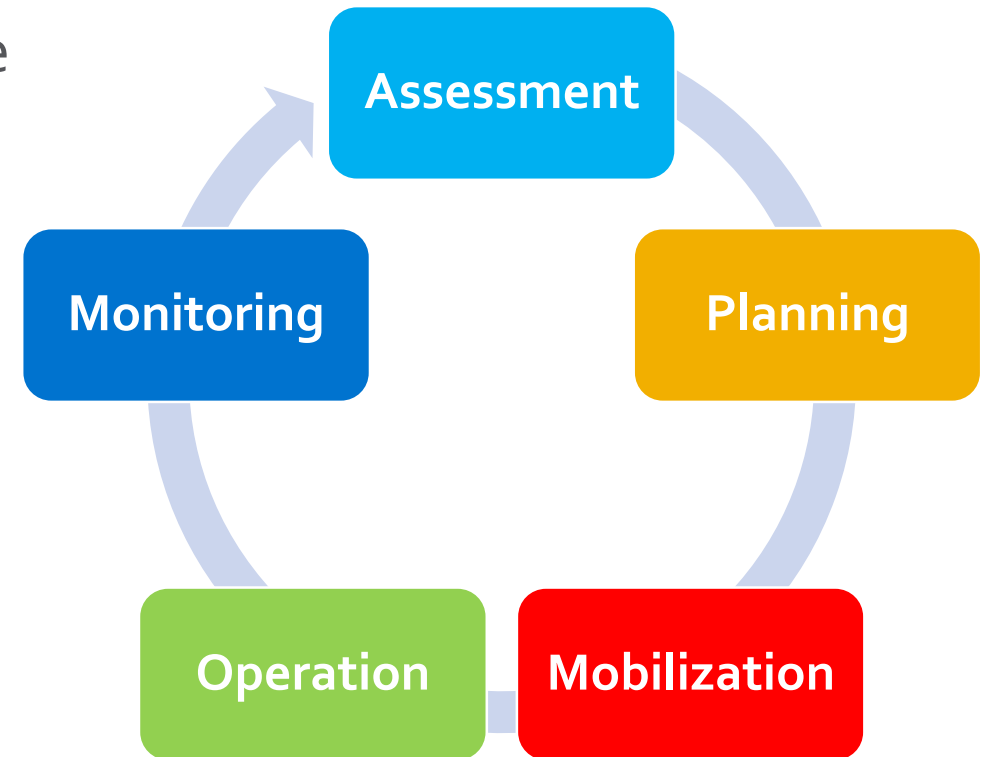 e
Assessment
Planning
Mobilization
Operation
Monitoring